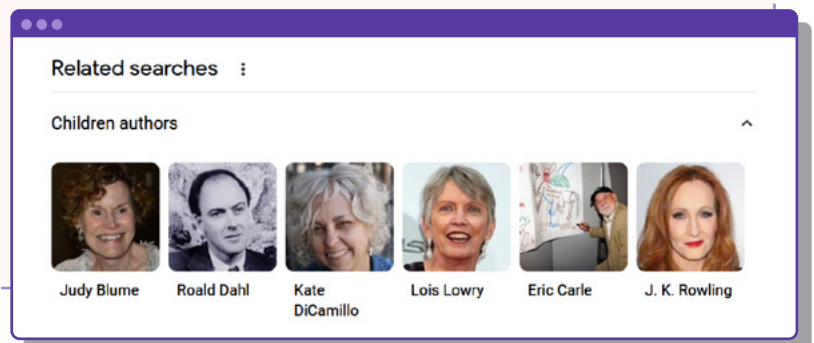 Related searches
Children authors
Judy Blume
Roald Dahl
Kate
DiCamillo
Lois Lowry
Eric Carle
J. K. Rowling